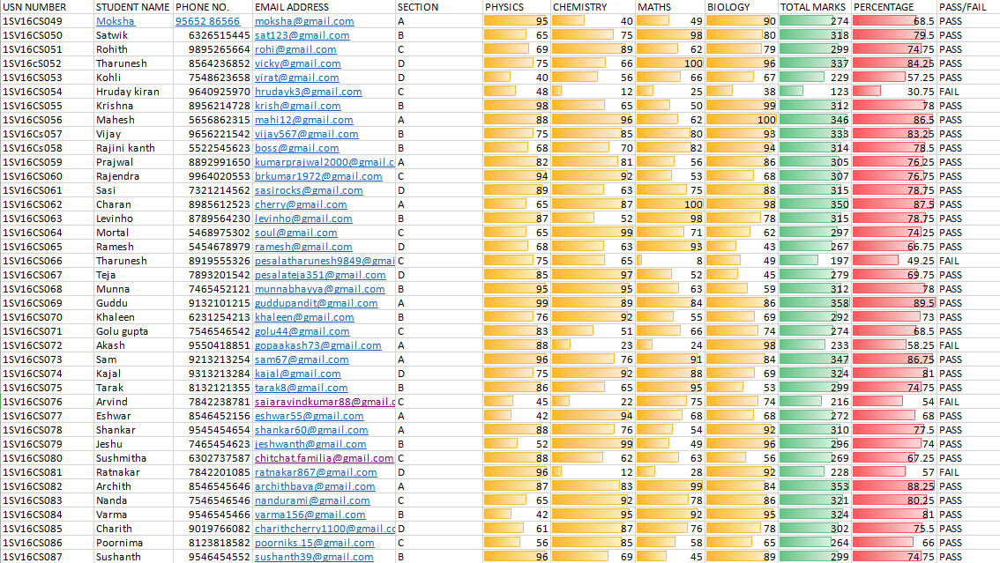 USN NUMBER STUDENT NAME PHONE NO. EMAIL ADDRESS SECTION PHYSICS CHEMISTRY MATHS BIOLOGY TOTAL MARKS PERCENTAGE PASS/FAIL
1SV16CS049 Moksha 95652 86566 moksha@gmail.com A 95 40 49 90 274 68.5 PASS
1SV16CS050 Satwik 6326515445 sat123@gmail.com B 65 75 98 80 318 79.5 PASS
1SV16CS051 Rohith 9895265664 rohi@gmail.com C 69 89 62 79 299 74.75 PASS
1SV16cS052 Tharunesh 8564236852 vicky@gmail.com D 75 66 100 96 337 84.25 PASS
1SV16CS053 Kohli 7548623658 virat@gmail.com D 40 56 66 67 229 57.25 PASS
1SV16CS054 Hruday kiran 9640925970 hrudayk3@gmail.com C 48 12 25 38 123 30.75 FAIL
1SV16CS055 Krishna 8956214728 krish@gmail.com B 98 65 50 99 312 78 PASS
1SV16CS056 Mahesh 5656862315 mahi12@gmail.com A 88 96 62 100 346 86.5 PASS
1SV16Cs057 Vijay 9656221542 vijay567@gmail.com B 75 85 80 93 333 83.25 PASS
1SV16Cs058 Rajini kanth 5522545623 boss@gmail.com B 68 70 82 94 314 78.5 PASS
1SV16CS059 Prajwal 8892991650 kumarprajwal2000@gmail.c A 82 81 56 86 305 76.25 PASS
1SV16CS060 Rajendra 9964020553 brkumar1972@gmail.com C 94 92 53 68 307 76.75 PASS
1SV16CS061 Sasi 7321214562 sasirocks@gmail.com D 89 63 75 88 315 78.75 PASS
1SV16CS062 Charan 8985612523 cherry@gmail.com A 65 87 100 98 350 87.5 PASS
1SV16CS063 Levinho 8789564230 levinho@gmail.com B 87 52 98 78 315 78.75 PASS
1SV16CS064 Mortal 5468975302 soul@gmail.com C 65 99 71 62 297 74.25 PASS
1SV16CS065 Ramesh 5454678979 ramesh@gmail.com D 68 63 93 43 267 66.75 PASS
1SV16CS066 Tharunesh 8919555326 pesalatharunesh9849@gmai C 75 65 8 49 197 49.25 FAIL
1SV16CS067 Teja 7893201542 pesalateja351@gmail.com D 85 97 52 45 279 69.75 PASS
1SV16CS068 Munna 7465452121 munnabhayya@gmail.com B 95 95 63 59 312 78 PASS
1SV16CS069 Guddu 9132101215 guddupandit@gmail.com A 99 89 84 86 358 89.5 PASS
1SV16CS070 Khaleen 6231254213 khaleen@gmail.com B 76 92 55 69 292 73 PASS
1SV16CS071 Golu gupta 7546546546 golu44@gmail.com C 83 51 66 74 274 68.5 PASS
1SV16CS072 Akash 9550418851 gopaakash73@gmail.com A 88 23 24 98 233 58.25 FAIL
1SV16CS073 Sam 9213213254 sam67@gmail.com A 96 76 91 84 347 86.75 PASS
1SV16CS074 Kajal 9313213284 kajal@gmail.com D 75 92 88 69 324 81 PASS
1SV16CS075 Tarak 8132121355 tarak8@gmail.com B 86 65 95 53 299 74.75 PASS
1SV16CS076 Arvind 7842238781 saiaravindkumar88@gmail.c C 45 22 75 74 216 54 FAIL
1SV16CS077 Eshwar 8546452156 eshwar55@gmail.com A 42 94 68 68 272 68 PASS
1SV16CS078 Shankar 9545454654 shankar60@gmail.com A 88 76 54 92 310 77.5 PASS
1SV16CS079 Jeshu 7465454623 jeshwanth@gmail.com B 52 99 49 96 296 74 PASS
1SV16CS080 Sushmitha 6302737587 chitchat.familia@gmail.com C 88 62 63 56 269 67.25 PASS
1SV16CS081 Ratnakar 7842201085 ratnakar867@gmail.com D 96 12 28 92 228 57 FAIL
1SV16CS082 Archith 8546545646 archithbava@gmail.com A 87 83 99 84 353 88.25 PASS
1SV16CS083 Nanda 7546546546 nandurami@gmail.com C 65 92 78 86 321 80.25 PASS
1SV16CS084 Varma 9546545466 varma156@gmail.com B 42 95 92 95 324 81 PASS
1SV16CS085 Charith 9019766082 charithcherry1100@gmail.cc D 61 87 76 78 302 75.5 PASS
1SV16CS086 Poornima 8123818582 poorniks.15@gmail.com C 56 85 58 65 264 66 PASS
1SV16CS087 Sushanth 9546454552 sushanth39@gmail.com B 96 69 45 89 299 74.75 PASS